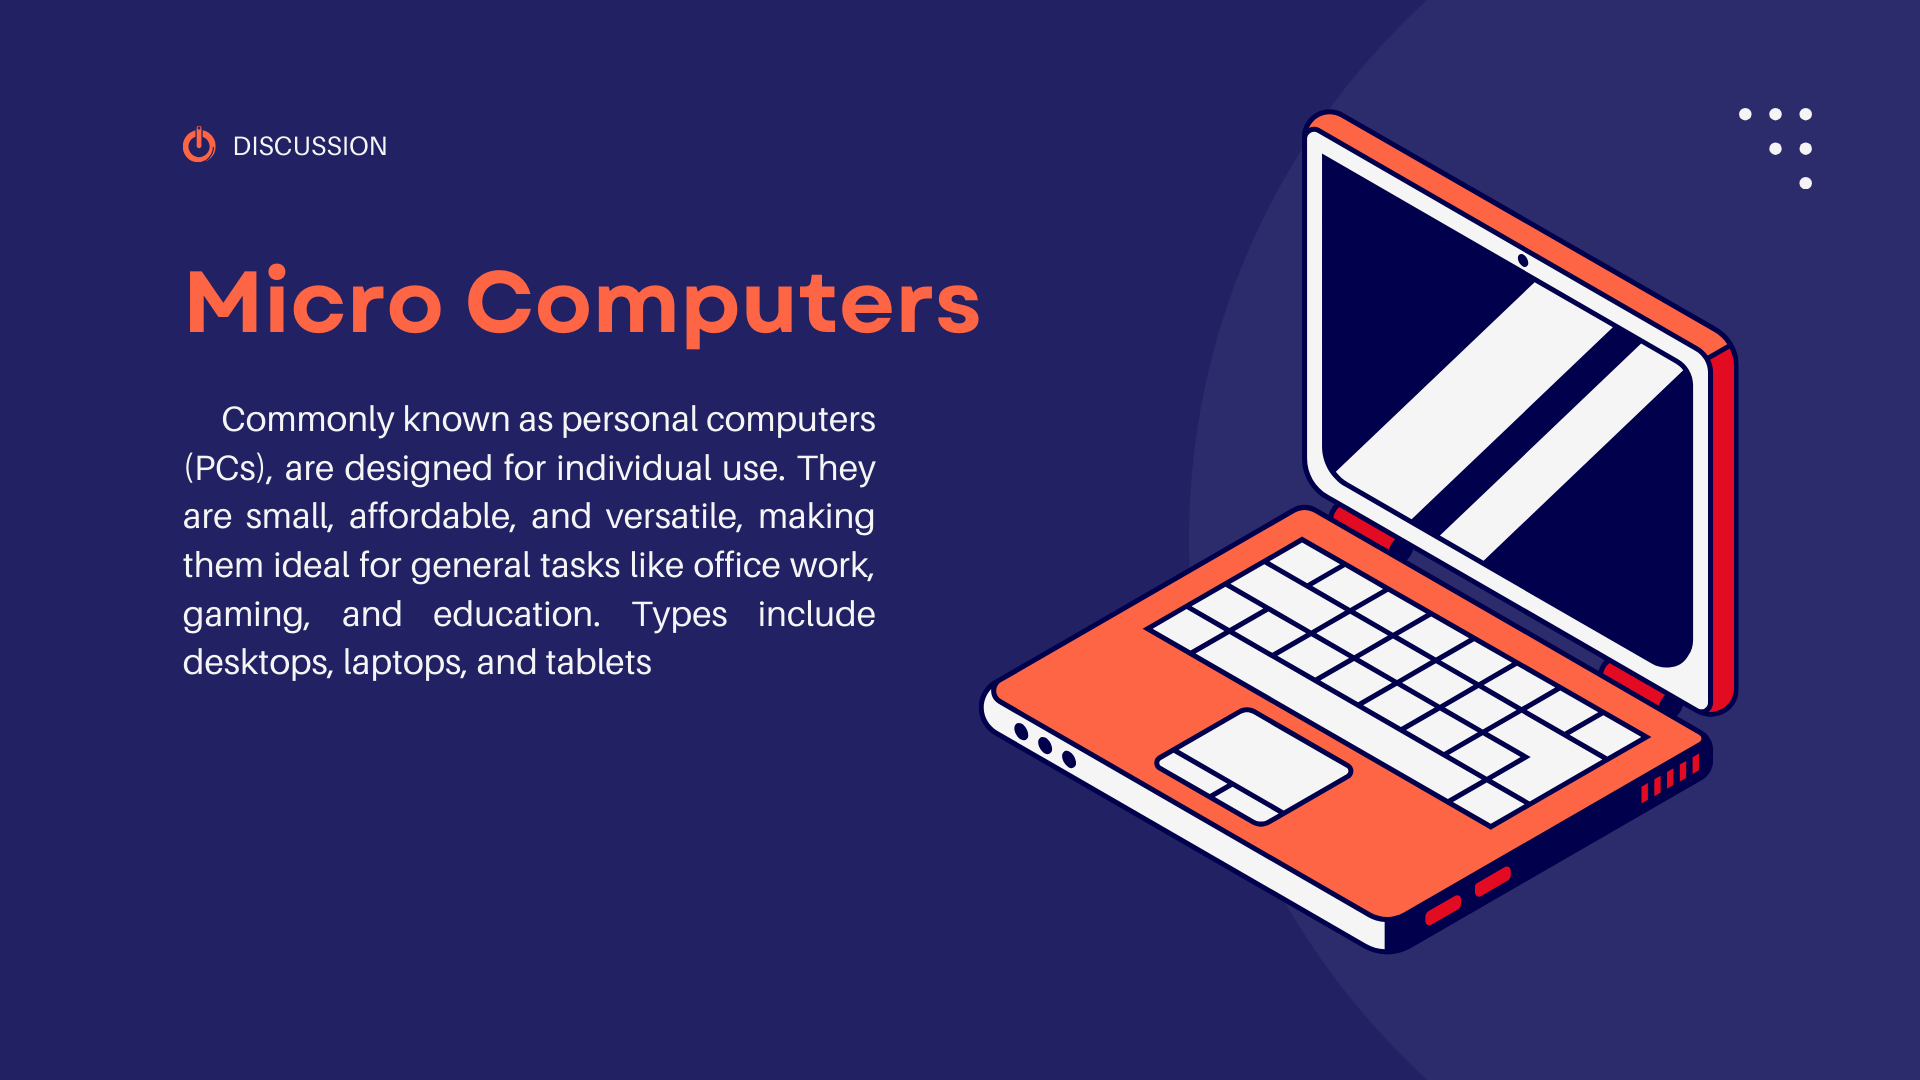 DISCUSSION
Micro Computers
Commonly known as personal computers
(PCs), are designed for individual use. They
are small, affordable, and versatile, making
them ideal for general tasks like office work,
gaming, and education. Types include
desktops, laptops, and tablets